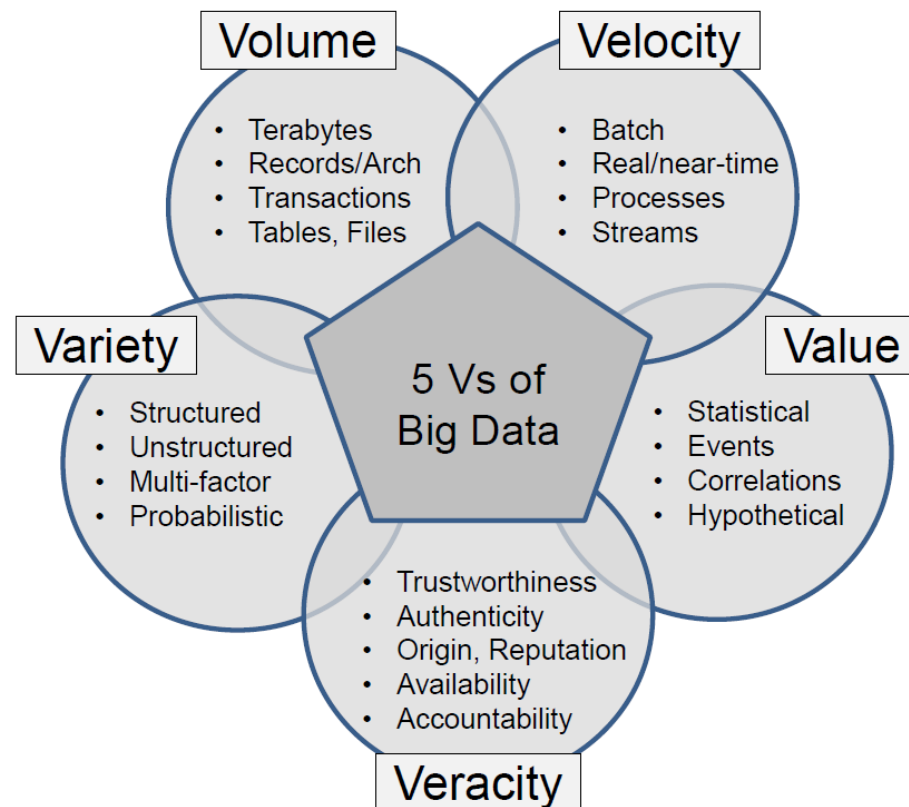 Volume
• Terabytes
• Records/Arch
• Transactions
• Tables, Files
Velocity
• Batch
• Real/near-time
• Processes
• Streams
Variety
• Structured
• Unstructured
• Multi-factor
• Probabilistic
5 Vs of
Big Data
Value
• Statistical
• Events
• Correlations
• Hypothetical
• Trustworthiness
• Authenticity
• Origin, Reputation
• Availability
• Accountability
Veracity